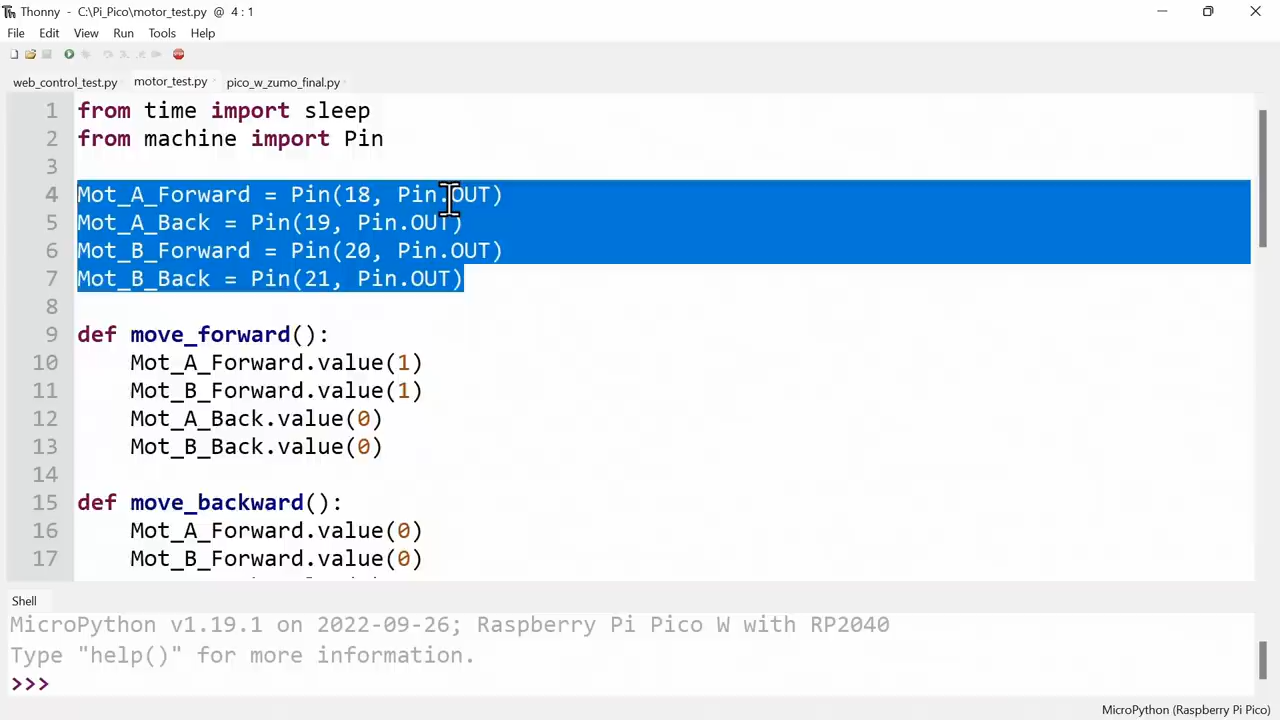 Thonny - C:\Pi_Pico\motor_test.py @ 4 : 1
File Edit View Run Tools Help
web_control_test.py motor_test.py pico_w_zumo_final.py
1 from time import sleep
2 from machine import Pin
3
4 Mot_A_Forward = Pin(18, Pin.OUT)
5 Mot_A_Back = Pin(19, Pin.OUT)
6 Mot_B_Forward = Pin(20, Pin.OUT)
7 Mot_B_Back = Pin(21, Pin.OUT)
8
9 def move_forward():
10 Mot_A_Forward.value(1)
11 Mot_B_Forward.value(1)
12 Mot_A_Back.value(0)
13 Mot_B_Back.value(0)
14
15 def move_backward():
16 Mot_A_Forward.value(0)
17 Mot_B_Forward.value(0)
Shell
MicroPython v1.19.1 on 2022-09-26; Raspberry Pi Pico W with RP2040
Type "help()" for more information.
>>>
MicroPython (Raspberry Pi Pico)